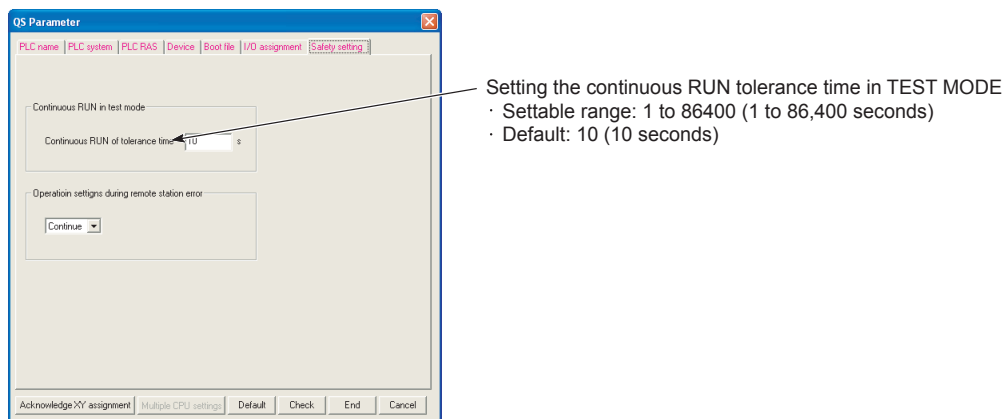 QS Parameter
PLC name PLC system PLC RAS Device Boot file I/O assignment Safety setting
Continuous RUN in test mode
Continuous RUN of tolerance time 10 s
Operatioin settigns during remote station error
Continue
Acknowledge XY assignment Multiple CPU settings Default Check End Cancel
Setting the continuous RUN tolerance time in TEST MODE
· Settable range: 1 to 86400 (1 to 86,400 seconds)
· Default: 10 (10 seconds)